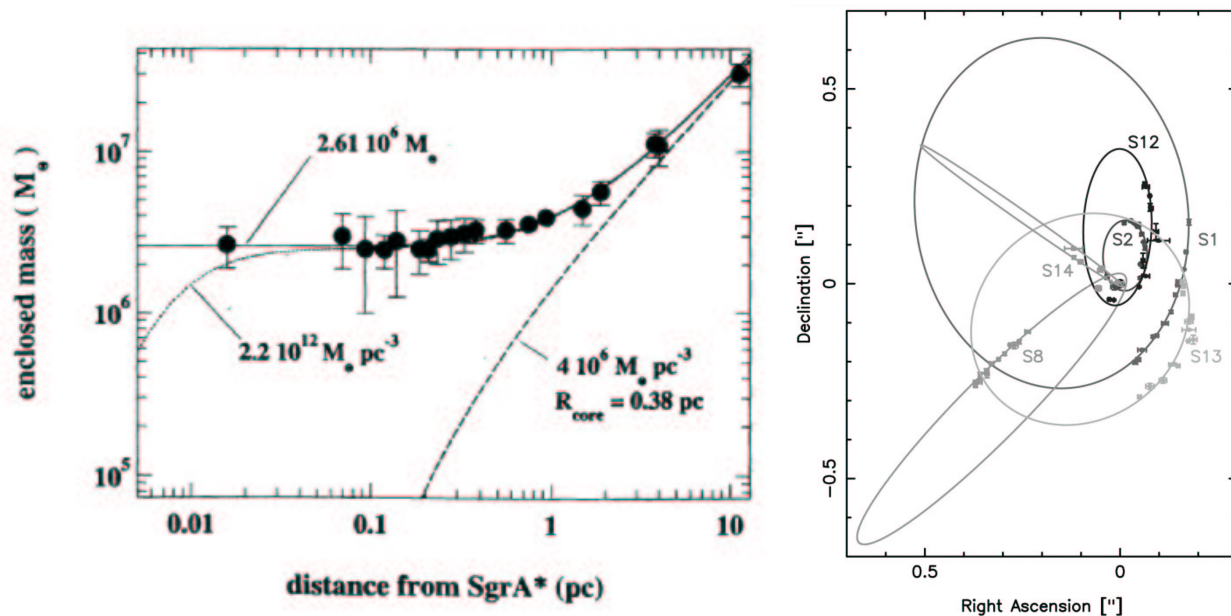 enclosed mass ( M⊙ )
10⁷
10⁶
10⁵
2.61 10⁶ M⊙
2.2 10¹² M⊙ pc⁻³
4 10⁶ M⊙ pc⁻³
R core = 0.38 pc
0.01
0.1
1
10
distance from SgrA* (pc)
Declination ["]
0.5
0
−0.5
S12
S2
S1
S14
S13
S8
0.5
0
Right Ascension ["]